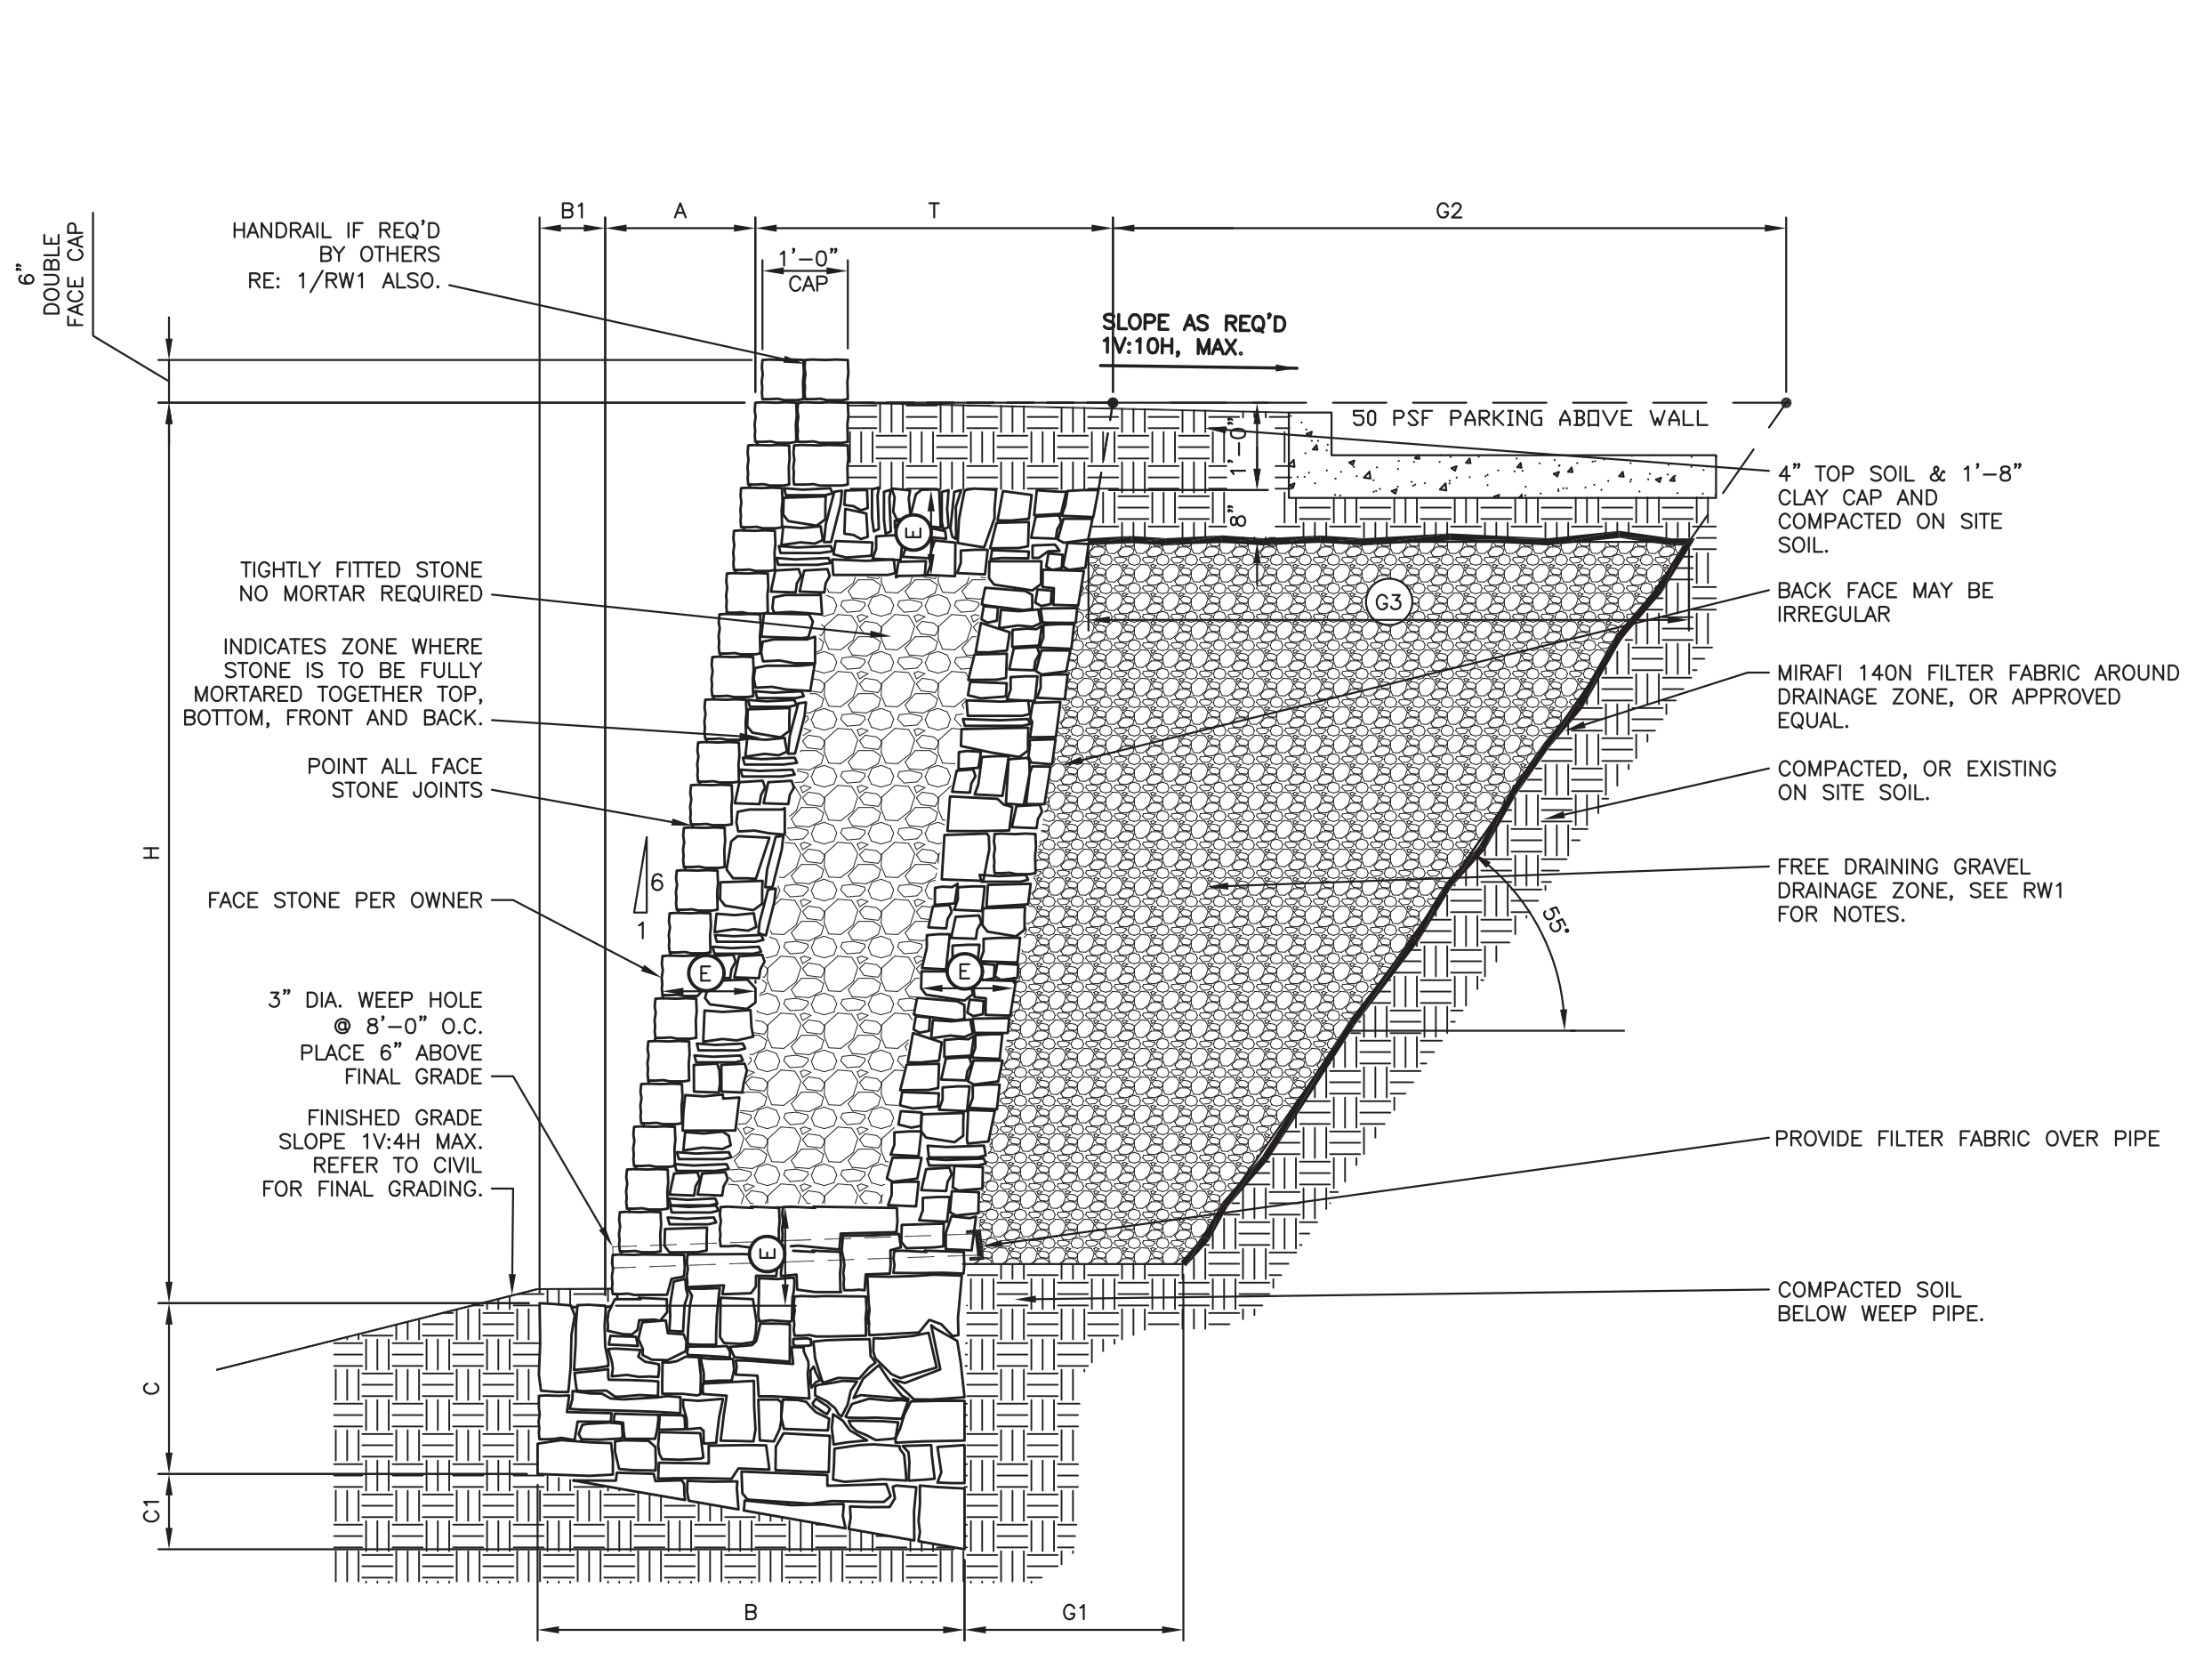 B1
A
T
G2
6”
DOUBLE
FACE CAP
HANDRAIL IF REQ'D
BY OTHERS
RE: 1/RW1 ALSO.
1'-0”
CAP
SLOPE AS REQ'D
1V:10H, MAX.
50 PSF PARKING ABOVE WALL
1'-0”
8”
4” TOP SOIL & 1'-8”
CLAY CAP AND
COMPACTED ON SITE
SOIL.
E
TIGHTLY FITTED STONE
NO MORTAR REQUIRED
G3
BACK FACE MAY BE
IRREGULAR
INDICATES ZONE WHERE
STONE IS TO BE FULLY
MORTARED TOGETHER TOP,
BOTTOM, FRONT AND BACK.
MIRAFI 140N FILTER FABRIC AROUND
DRAINAGE ZONE, OR APPROVED
EQUAL.
POINT ALL FACE
STONE JOINTS
COMPACTED, OR EXISTING
ON SITE SOIL.
H
6
1
FACE STONE PER OWNER
FREE DRAINING GRAVEL
DRAINAGE ZONE, SEE RW1
FOR NOTES.
55°
E
E
3” DIA. WEEP HOLE
@ 8'-0” O.C.
PLACE 6” ABOVE
FINAL GRADE
FINISHED GRADE
SLOPE 1V:4H MAX.
REFER TO CIVIL
FOR FINAL GRADING.
PROVIDE FILTER FABRIC OVER PIPE
E
COMPACTED SOIL
BELOW WEEP PIPE.
C
C1
B
G1